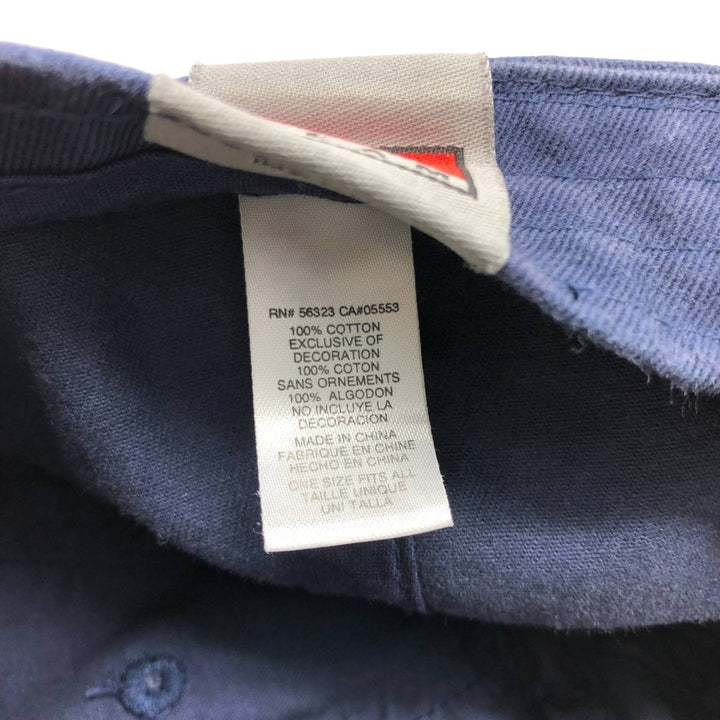 RN# 56323 CA#05553
100% COTTON
EXCLUSIVE OF
DECORATION
100% COTON
SANS ORNEMENTS
100% ALGODON
NO INCLUYE LA
DECORACION
MADE IN CHINA
FABRIQUE EN CHINE
HECHO EN CHINA
ONE SIZE FITS ALL
TAILLE UNIQUE
UNI TALLA